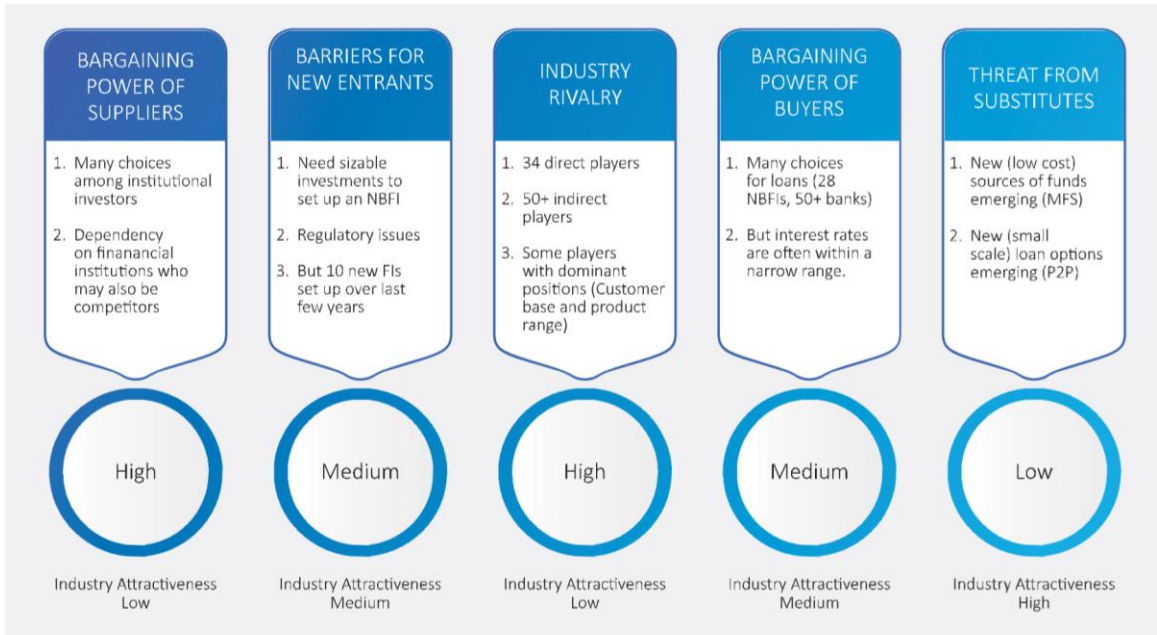 BARGAINING
POWER OF
SUPPLIERS
1. Many choices
among institutional
investors
2. Dependency
on finanancial
institutions who
may also be
competitors
High
Industry Attractiveness
Low
BARRIERS FOR
NEW ENTRANTS
1. Need sizable
investments to
set up an NBFI
2. Regulatory issues
3. But 10 new FIs
set up over last
few years
Medium
Industry Attractiveness
Medium
INDUSTRY
RIVALRY
1. 34 direct players
2. 50+ indirect
players
3. Some players
with dominant
positions (Customer
base and product
range)
High
Industry Attractiveness
Low
BARGAINING
POWER OF
BUYERS
1. Many choices
for loans (28
NBFIs, 50+ banks)
2. But interest rates
are often within a
narrow range.
Medium
Industry Attractiveness
Medium
THREAT FROM
SUBSTITUTES
1. New (low cost)
sources of funds
emerging (MFS)
2. New (small
scale) loan options
emerging (P2P)
Low
Industry Attractiveness
High